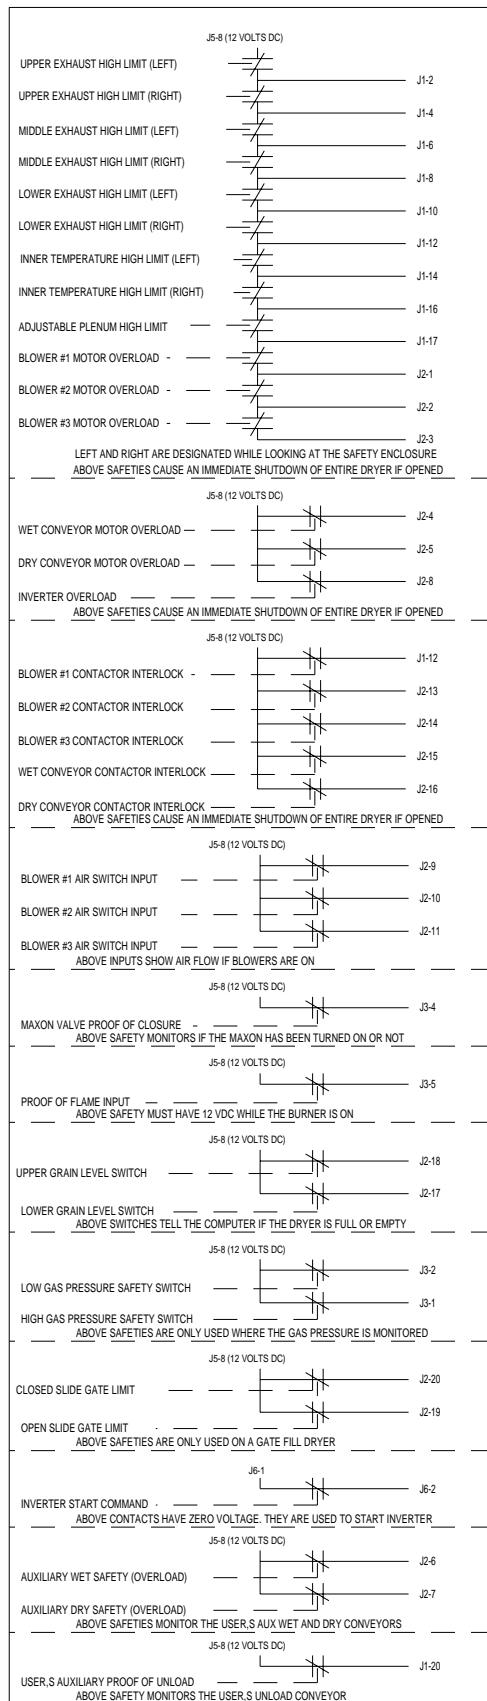 J5-8 (12 VOLTS DC)
UPPER EXHAUST HIGH LIMIT (LEFT)
J1-2
UPPER EXHAUST HIGH LIMIT (RIGHT)
J1-4
MIDDLE EXHAUST HIGH LIMIT (LEFT)
J1-6
MIDDLE EXHAUST HIGH LIMIT (RIGHT)
J1-8
LOWER EXHAUST HIGH LIMIT (LEFT)
J1-10
LOWER EXHAUST HIGH LIMIT (RIGHT)
J1-12
INNER TEMPERATURE HIGH LIMIT (LEFT)
J1-14
INNER TEMPERATURE HIGH LIMIT (RIGHT)
J1-16
ADJUSTABLE PLENUM HIGH LIMIT
J1-17
BLOWER #1 MOTOR OVERLOAD
J2-1
BLOWER #2 MOTOR OVERLOAD
J2-2
BLOWER #3 MOTOR OVERLOAD
J2-3
LEFT AND RIGHT ARE DESIGNATED WHILE LOOKING AT THE SAFETY ENCLOSURE
ABOVE SAFETIES CAUSE AN IMMEDIATE SHUTDOWN OF ENTIRE DRYER IF OPENED
J5-8 (12 VOLTS DC)
J2-4
WET CONVEYOR MOTOR OVERLOAD
J2-5
DRY CONVEYOR MOTOR OVERLOAD
J2-8
INVERTER OVERLOAD
ABOVE SAFETIES CAUSE AN IMMEDIATE SHUTDOWN OF ENTIRE DRYER IF OPENED
J5-8 (12 VOLTS DC)
J1-12
BLOWER #1 CONTACTOR INTERLOCK
J2-13
BLOWER #2 CONTACTOR INTERLOCK
J2-14
BLOWER #3 CONTACTOR INTERLOCK
J2-15
WET CONVEYOR CONTACTOR INTERLOCK
J2-16
DRY CONVEYOR CONTACTOR INTERLOCK
ABOVE SAFETIES CAUSE AN IMMEDIATE SHUTDOWN OF ENTIRE DRYER IF OPENED
J5-8 (12 VOLTS DC)
J2-9
BLOWER #1 AIR SWITCH INPUT
J2-10
BLOWER #2 AIR SWITCH INPUT
J2-11
BLOWER #3 AIR SWITCH INPUT
ABOVE INPUTS SHOW AIR FLOW IF BLOWERS ARE ON
J5-8 (12 VOLTS DC)
J3-4
MAXON VALVE PROOF OF CLOSURE
ABOVE SAFETY MONITORS IF THE MAXON HAS BEEN TURNED ON OR NOT
J5-8 (12 VOLTS DC)
J3-5
PROOF OF FLAME INPUT
ABOVE SAFETY MUST HAVE 12 VDC WHILE THE BURNER IS ON
J5-8 (12 VOLTS DC)
J2-18
UPPER GRAIN LEVEL SWITCH
J2-17
LOWER GRAIN LEVEL SWITCH
ABOVE SWITCHES TELL THE COMPUTER IF THE DRYER IS FULL OR EMPTY
J5-8 (12 VOLTS DC)
J3-2
LOW GAS PRESSURE SAFETY SWITCH
J3-1
HIGH GAS PRESSURE SAFETY SWITCH
ABOVE SAFETIES ARE ONLY USED WHERE THE GAS PRESSURE IS MONITORED
J5-8 (12 VOLTS DC)
J2-20
CLOSED SLIDE GATE LIMIT
J2-19
OPEN SLIDE GATE LIMIT
ABOVE SAFETIES ARE ONLY USED ON A GATE FILL DRYER
J6-1
J6-2
INVERTER START COMMAND
ABOVE CONTACTS HAVE ZERO VOLTAGE. THEY ARE USED TO START INVERTER
J5-8 (12 VOLTS DC)
J2-6
AUXILIARY WET SAFETY (OVERLOAD)
J2-7
AUXILIARY DRY SAFETY (OVERLOAD)
ABOVE SAFETIES MONITOR THE USER,S AUX WET AND DRY CONVEYORS
J5-8 (12 VOLTS DC)
J1-20
USER,S AUXILIARY PROOF OF UNLOAD
ABOVE SAFETY MONITORS THE USER,S UNLOAD CONVEYOR